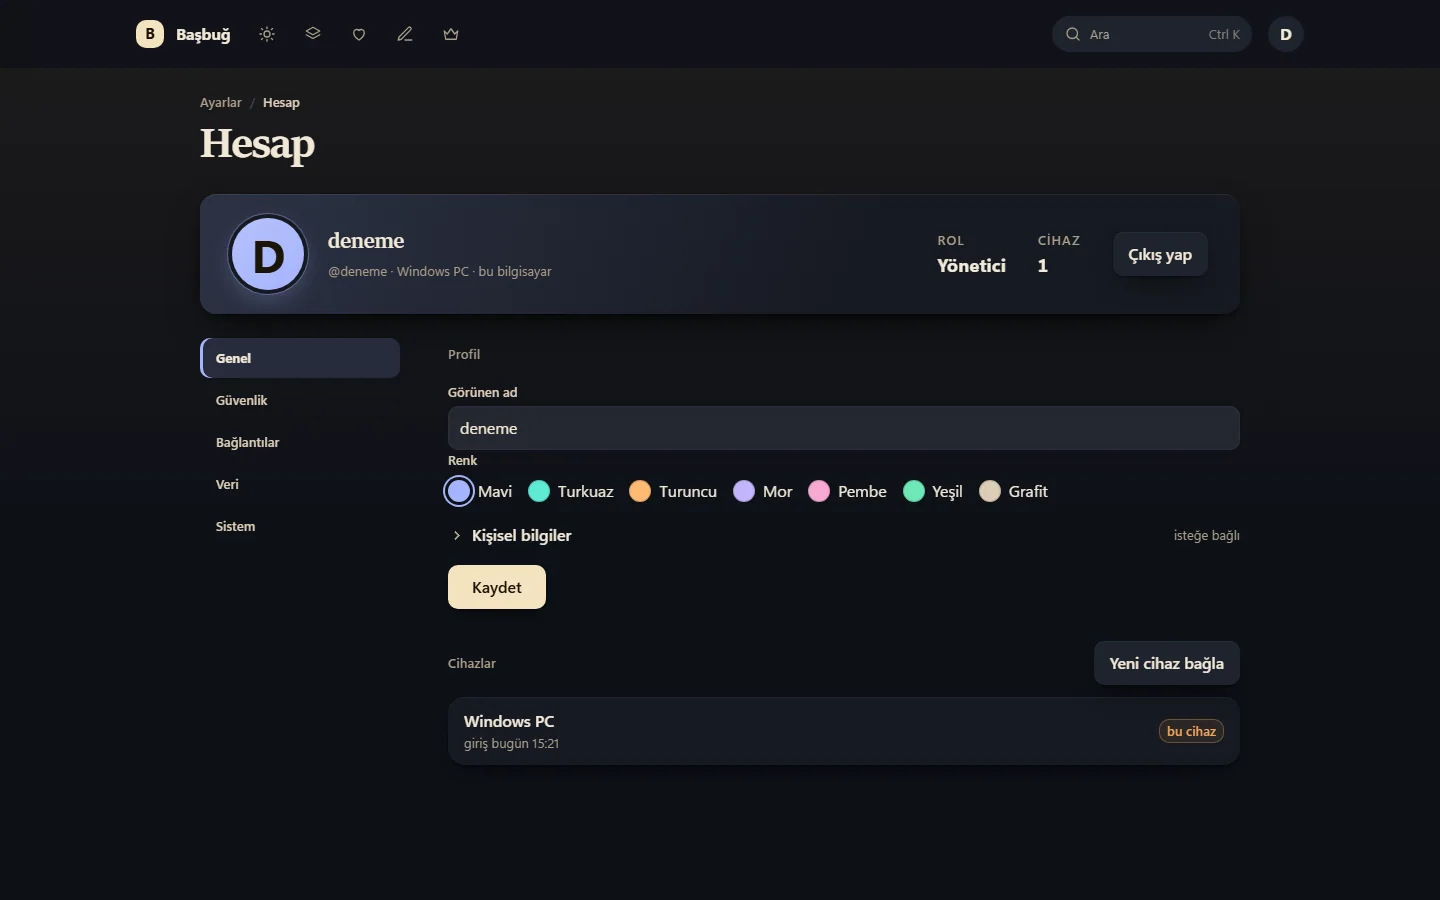 B Başbuğ Ara Ctrl K D
Ayarlar / Hesap
Hesap
D
deneme
@deneme · Windows PC · bu bilgisayar
ROL
Yönetici
CİHAZ
1
Çıkış yap
Genel
Güvenlik
Bağlantılar
Veri
Sistem
Profil
Görünen ad
deneme
Renk
Mavi Turkuaz Turuncu Mor Pembe Yeşil Grafit
Kişisel bilgiler isteğe bağlı
Kaydet
Cihazlar Yeni cihaz bağla
Windows PC
giriş bugün 15:21
bu cihaz